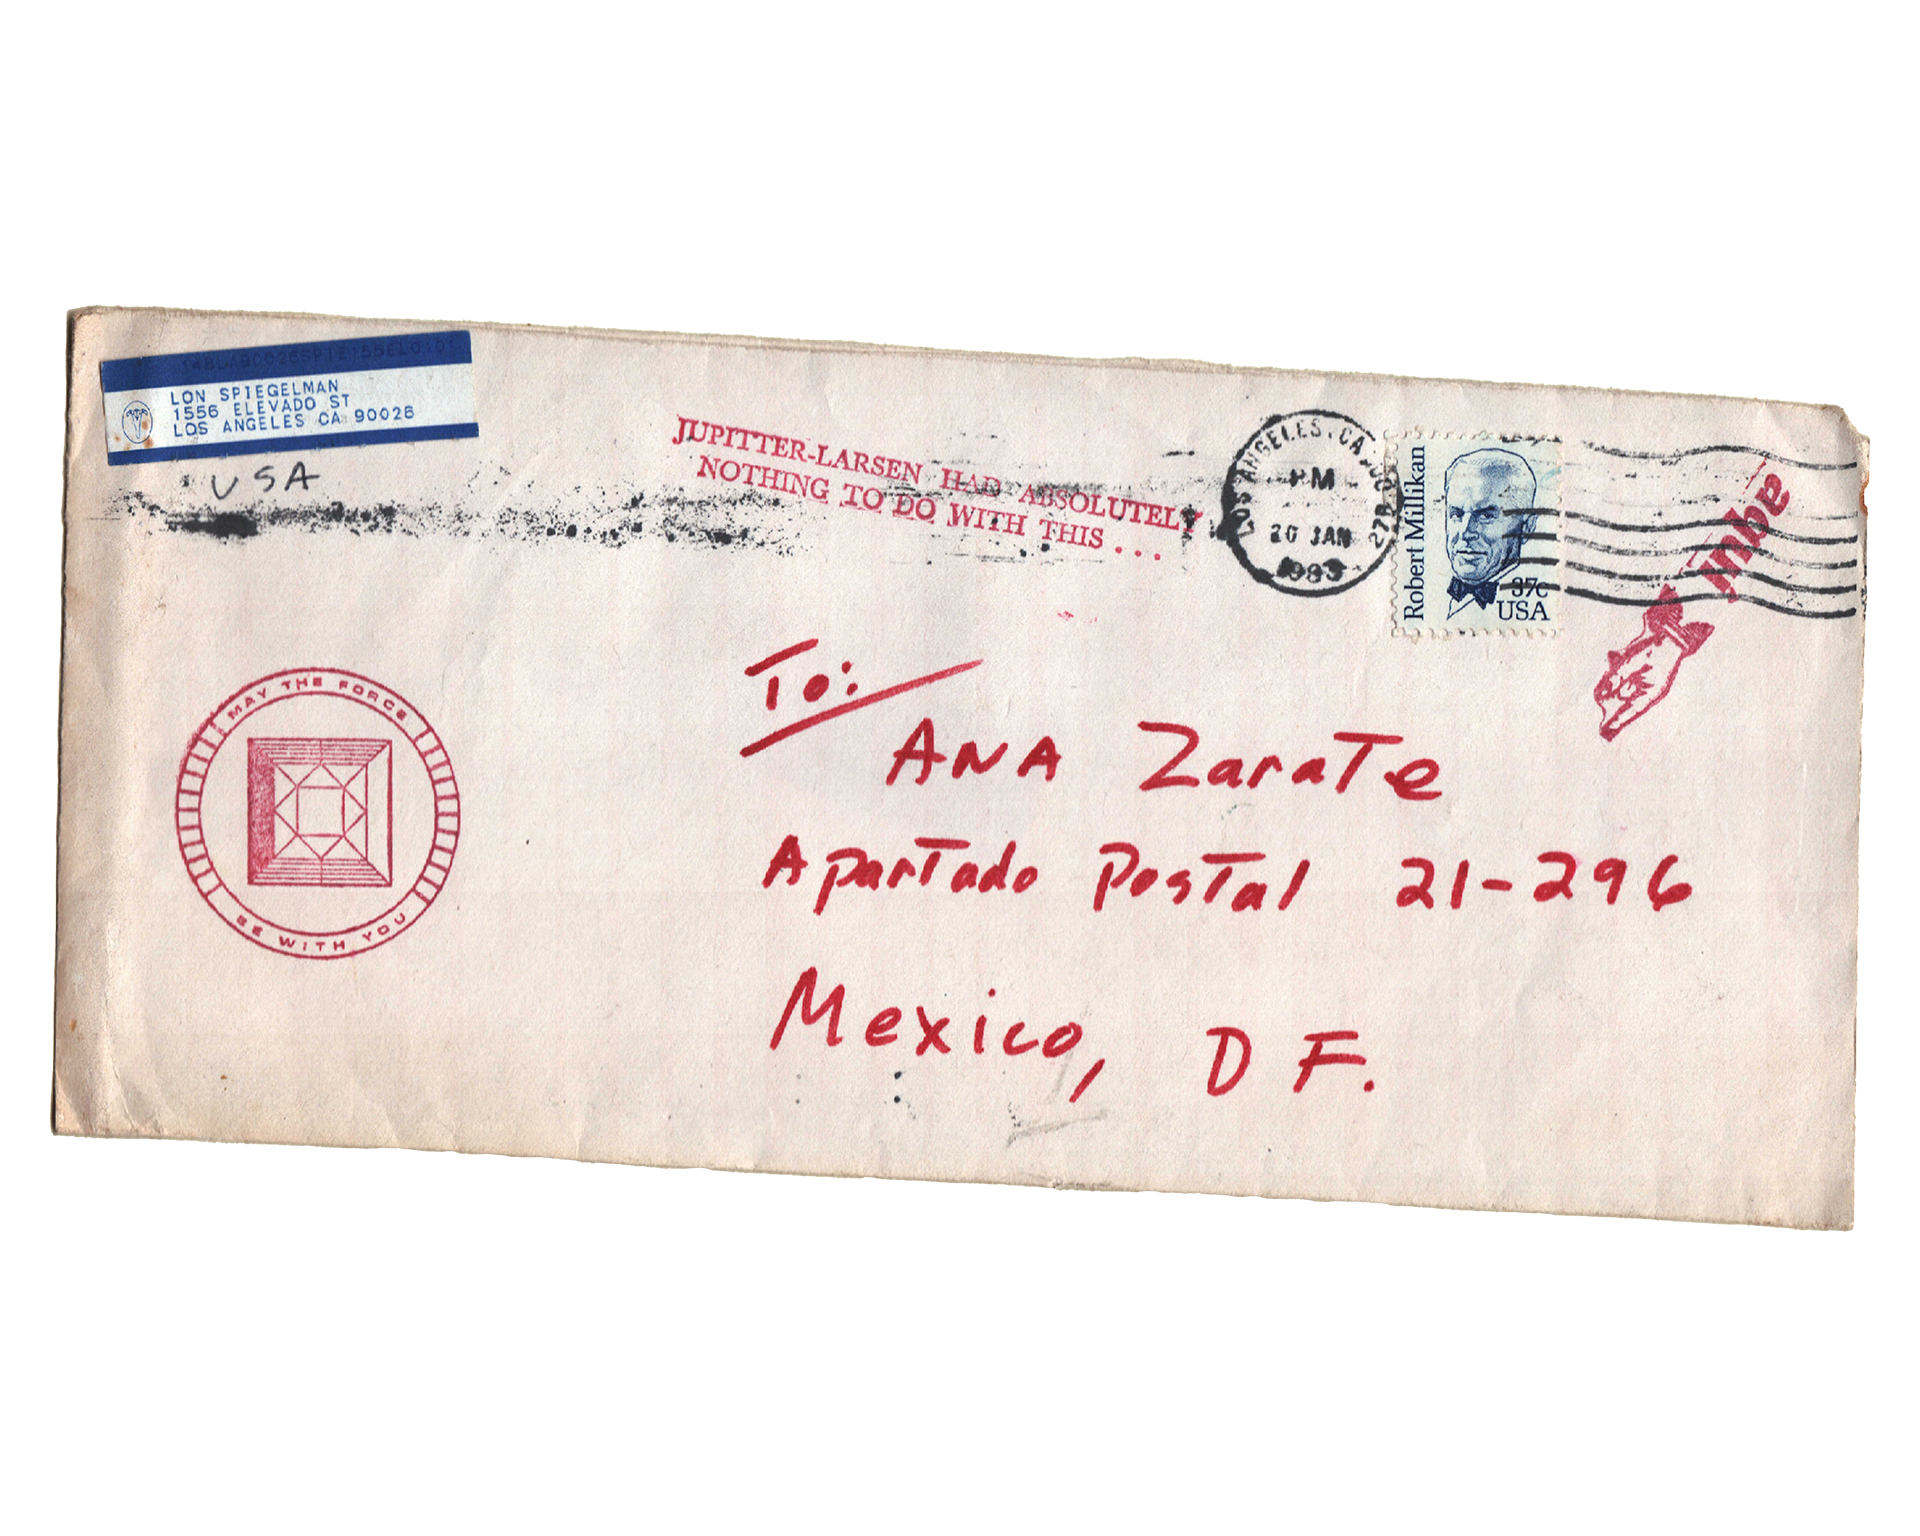 LON SPIEGELMAN
1556 ELEVADO ST
LOS ANGELES CA 90026
USA
JUPITTER-LARSEN HAD ABSOLUTELY
NOTHING TO DO WITH THIS . . .
LOS ANGELES, CA
PM
20 JAN
1983
Robert Millikan
37c
USA
MAY THE FORCE
BE WITH YOU
To:
ANA ZaraTe
ApartTado PosTal 21-296
Mexico, D F.